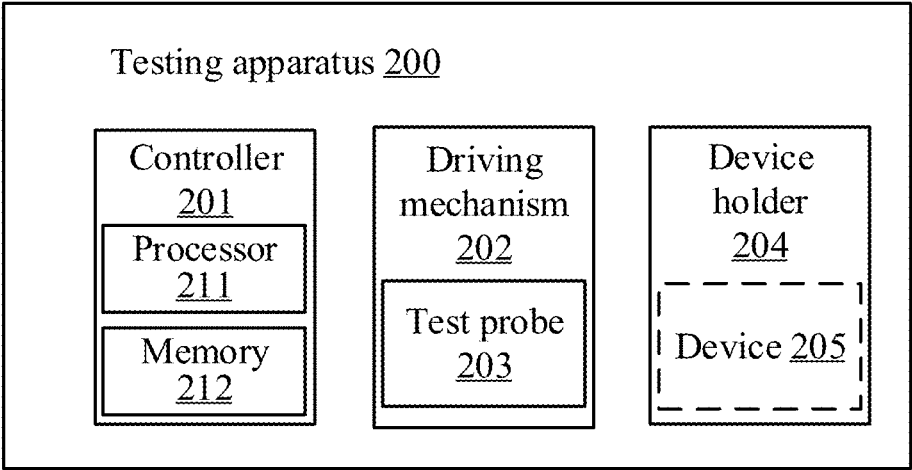 Testing apparatus 200
Controller
201
Processor
211
Memory
212
Driving
mechanism
202
Test probe
203
Device
holder
204
Device 205